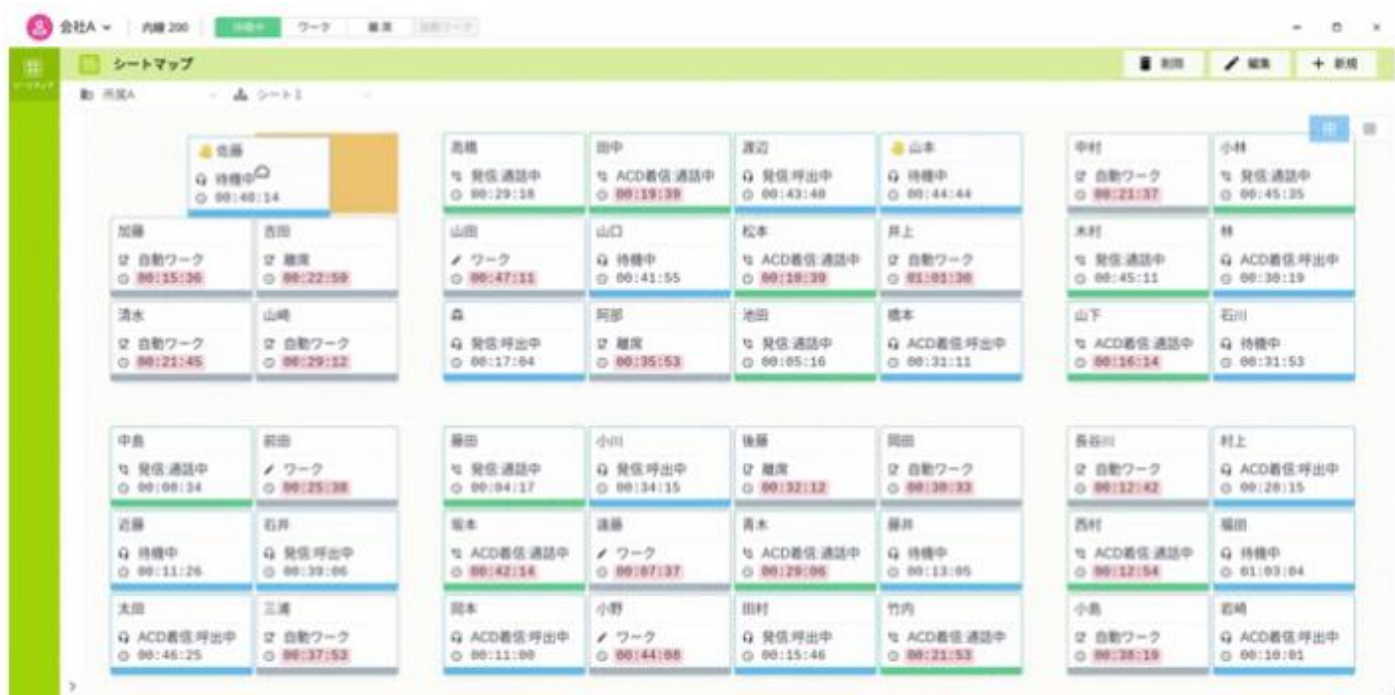 会社A 内線 200 待機中 ワーク 離席 自動ワーク
シートマップ
シートマップ 削除 編集 新規
所属A シート1
佐藤
待機中
00:40:14
高橋 田中 渡辺 山本
発信:通話中 ACD着信:通話中 発信:呼出中 待機中
00:29:18 00:19:39 00:43:40 00:44:44
中村 小林
自動ワーク 発信:通話中
00:21:37 00:45:35
加藤 吉田
自動ワーク 離席
00:15:36 00:22:50
山田 山口 松本 井上
ワーク 待機中 ACD着信:通話中 自動ワーク
00:47:11 00:41:55 00:10:39 01:01:30
木村 林
発信:通話中 ACD着信:呼出中
00:45:11 00:30:19
清水 山崎
自動ワーク 自動ワーク
00:21:45 00:29:12
森 阿部 池田 橋本
発信:呼出中 離席 発信:通話中 ACD着信:呼出中
00:17:04 00:35:53 00:05:16 00:31:11
山下 石川
ACD着信:通話中 待機中
00:16:14 00:31:53
中島 前田
発信:通話中 ワーク
00:00:34 00:25:38
藤田 小川 後藤 岡田
発信:通話中 発信:呼出中 離席 自動ワーク
00:04:17 00:34:15 00:32:12 00:30:33
長谷川 村上
自動ワーク ACD着信:呼出中
00:12:42 00:28:15
近藤 石井
待機中 発信:呼出中
00:11:26 00:39:06
坂本 遠藤 青木 藤井
ACD着信:通話中 ワーク ACD着信:通話中 待機中
00:42:14 00:07:37 00:29:06 00:13:05
西村 福田
ACD着信:通話中 待機中
00:12:54 01:03:04
太田 三浦
ACD着信:呼出中 自動ワーク
00:46:25 00:37:53
岡本 小野 田村 竹内
ACD着信:呼出中 ワーク 発信:呼出中 ACD着信:通話中
00:11:00 00:44:08 00:15:46 00:21:53
小島 岩崎
自動ワーク ACD着信:呼出中
00:38:19 00:10:01